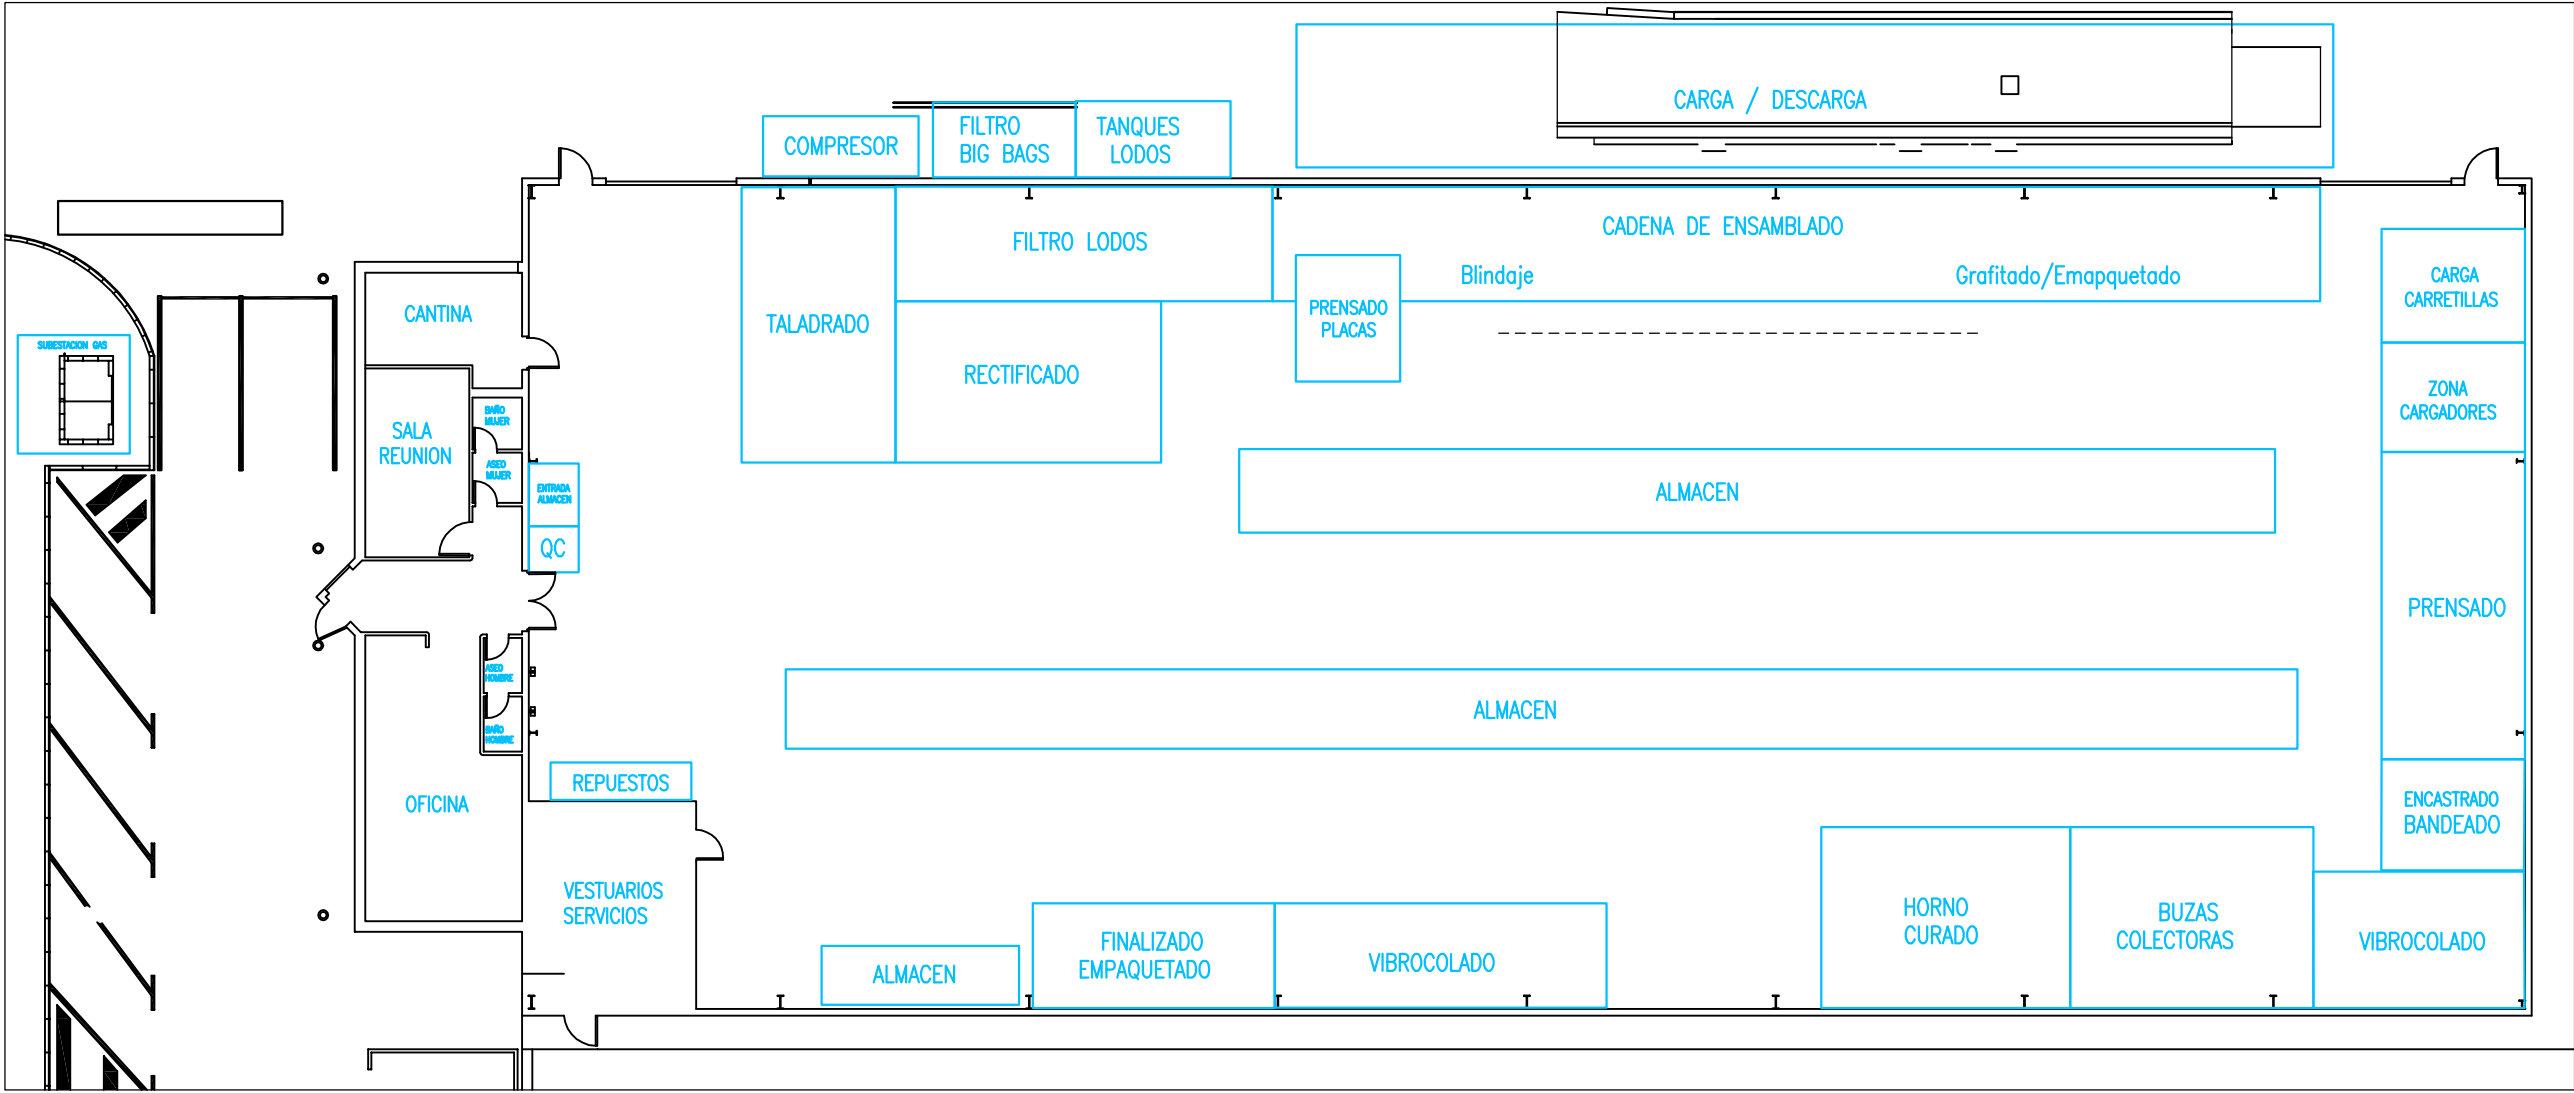 CARGA / DESCARGA
COMPRESOR
FILTRO
BIG BAGS
TANQUES
LODOS
CADENA DE ENSAMBLADO
FILTRO LODOS
Blindaje
Grafitado/Emapquetado
CARGA
CARRETILLAS
CANTINA
TALADRADO
PRENSADO
PLACAS
SUBESTACION GAS
RECTIFICADO
ZONA
CARGADORES
BAÑO
MUJER
SALA
REUNION
ASEO
MUJER
ENTRADA
ALMACEN
ALMACEN
QC
PRENSADO
ASEO
HOMBRE
ALMACEN
BAÑO
HOMBRE
REPUESTOS
OFICINA
ENCASTRADO
BANDEADO
VESTUARIOS
SERVICIOS
HORNO
CURADO
BUZAS
COLECTORAS
VIBROCOLADO
FINALIZADO
EMPAQUETADO
VIBROCOLADO
ALMACEN